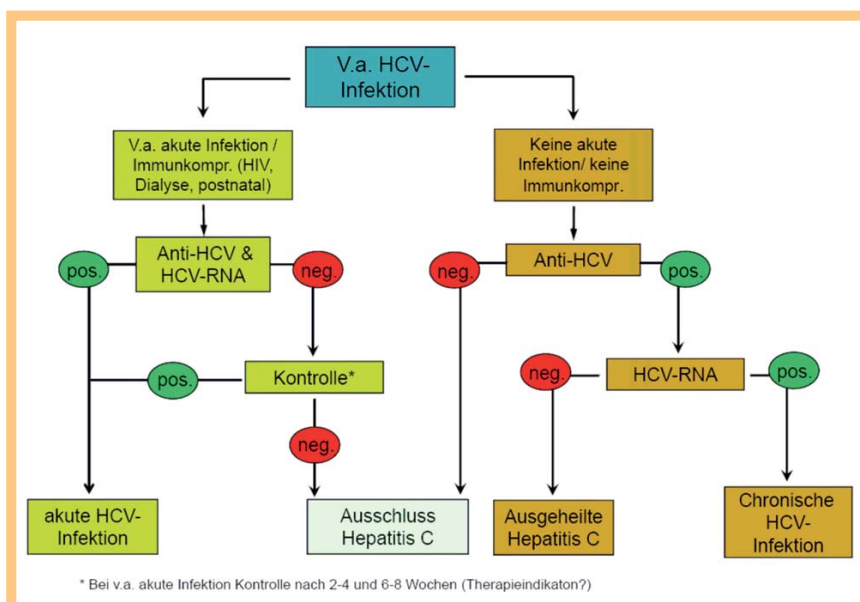 V.a. HCV-
Infektion
V.a. akute Infektion /
Immunkompr. (HIV,
Dialyse, postnatal)
Keine akute
Infektion/ keine
Immunkompr.
pos.
Anti-HCV &
HCV-RNA
neg.
neg.
Anti-HCV
pos.
pos.
Kontrolle*
neg.
HCV-RNA
pos.
neg.
akute HCV-
Infektion
Ausschluss
Hepatitis C
Ausgeheilte
Hepatitis C
Chronische
HCV-
Infektion
* Bei v.a. akute Infektion Kontrolle nach 2-4 und 6-8 Wochen (Therapieindikaton?)